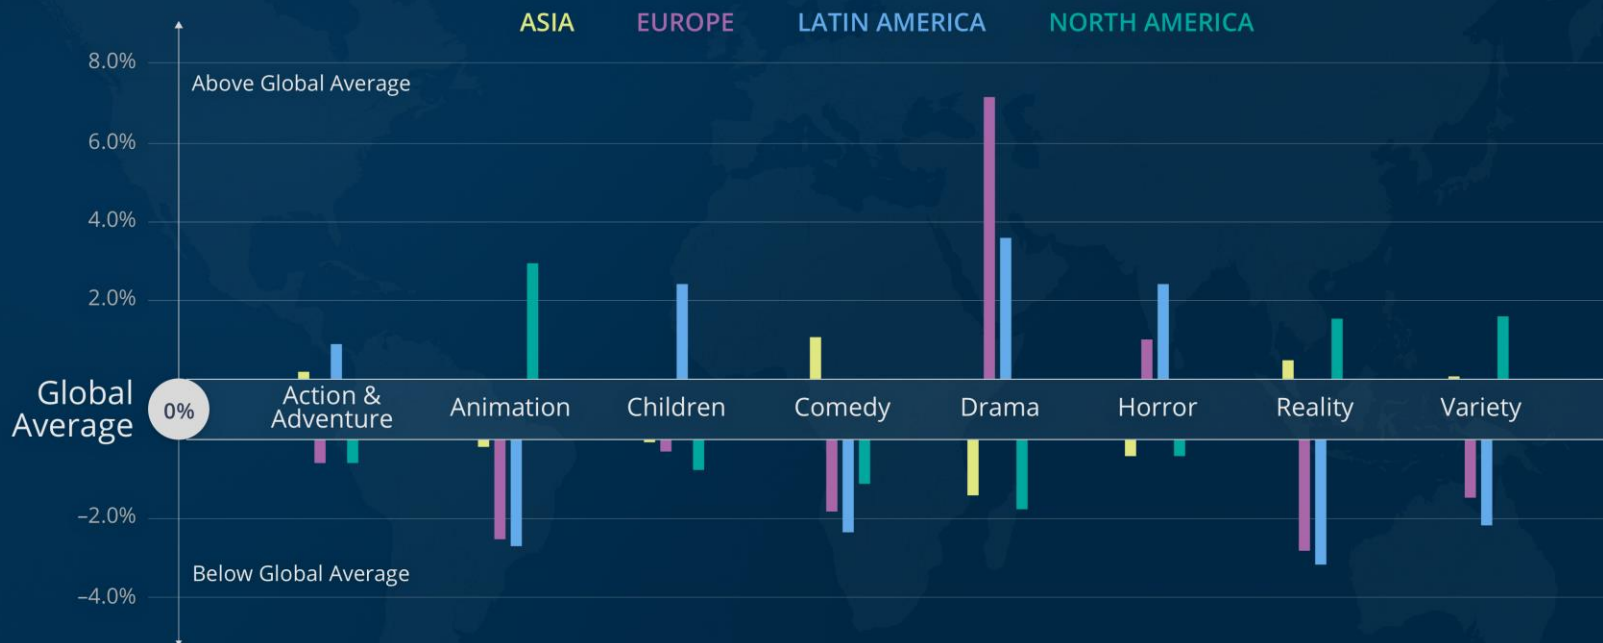 ASIA EUROPE LATIN AMERICA NORTH AMERICA
8.0%
Above Global Average
6.0%
4.0%
2.0%
Global
Average
0%
Action &
Adventure
Animation
Children
Comedy
Drama
Horror
Reality
Variety
–2.0%
Below Global Average
–4.0%